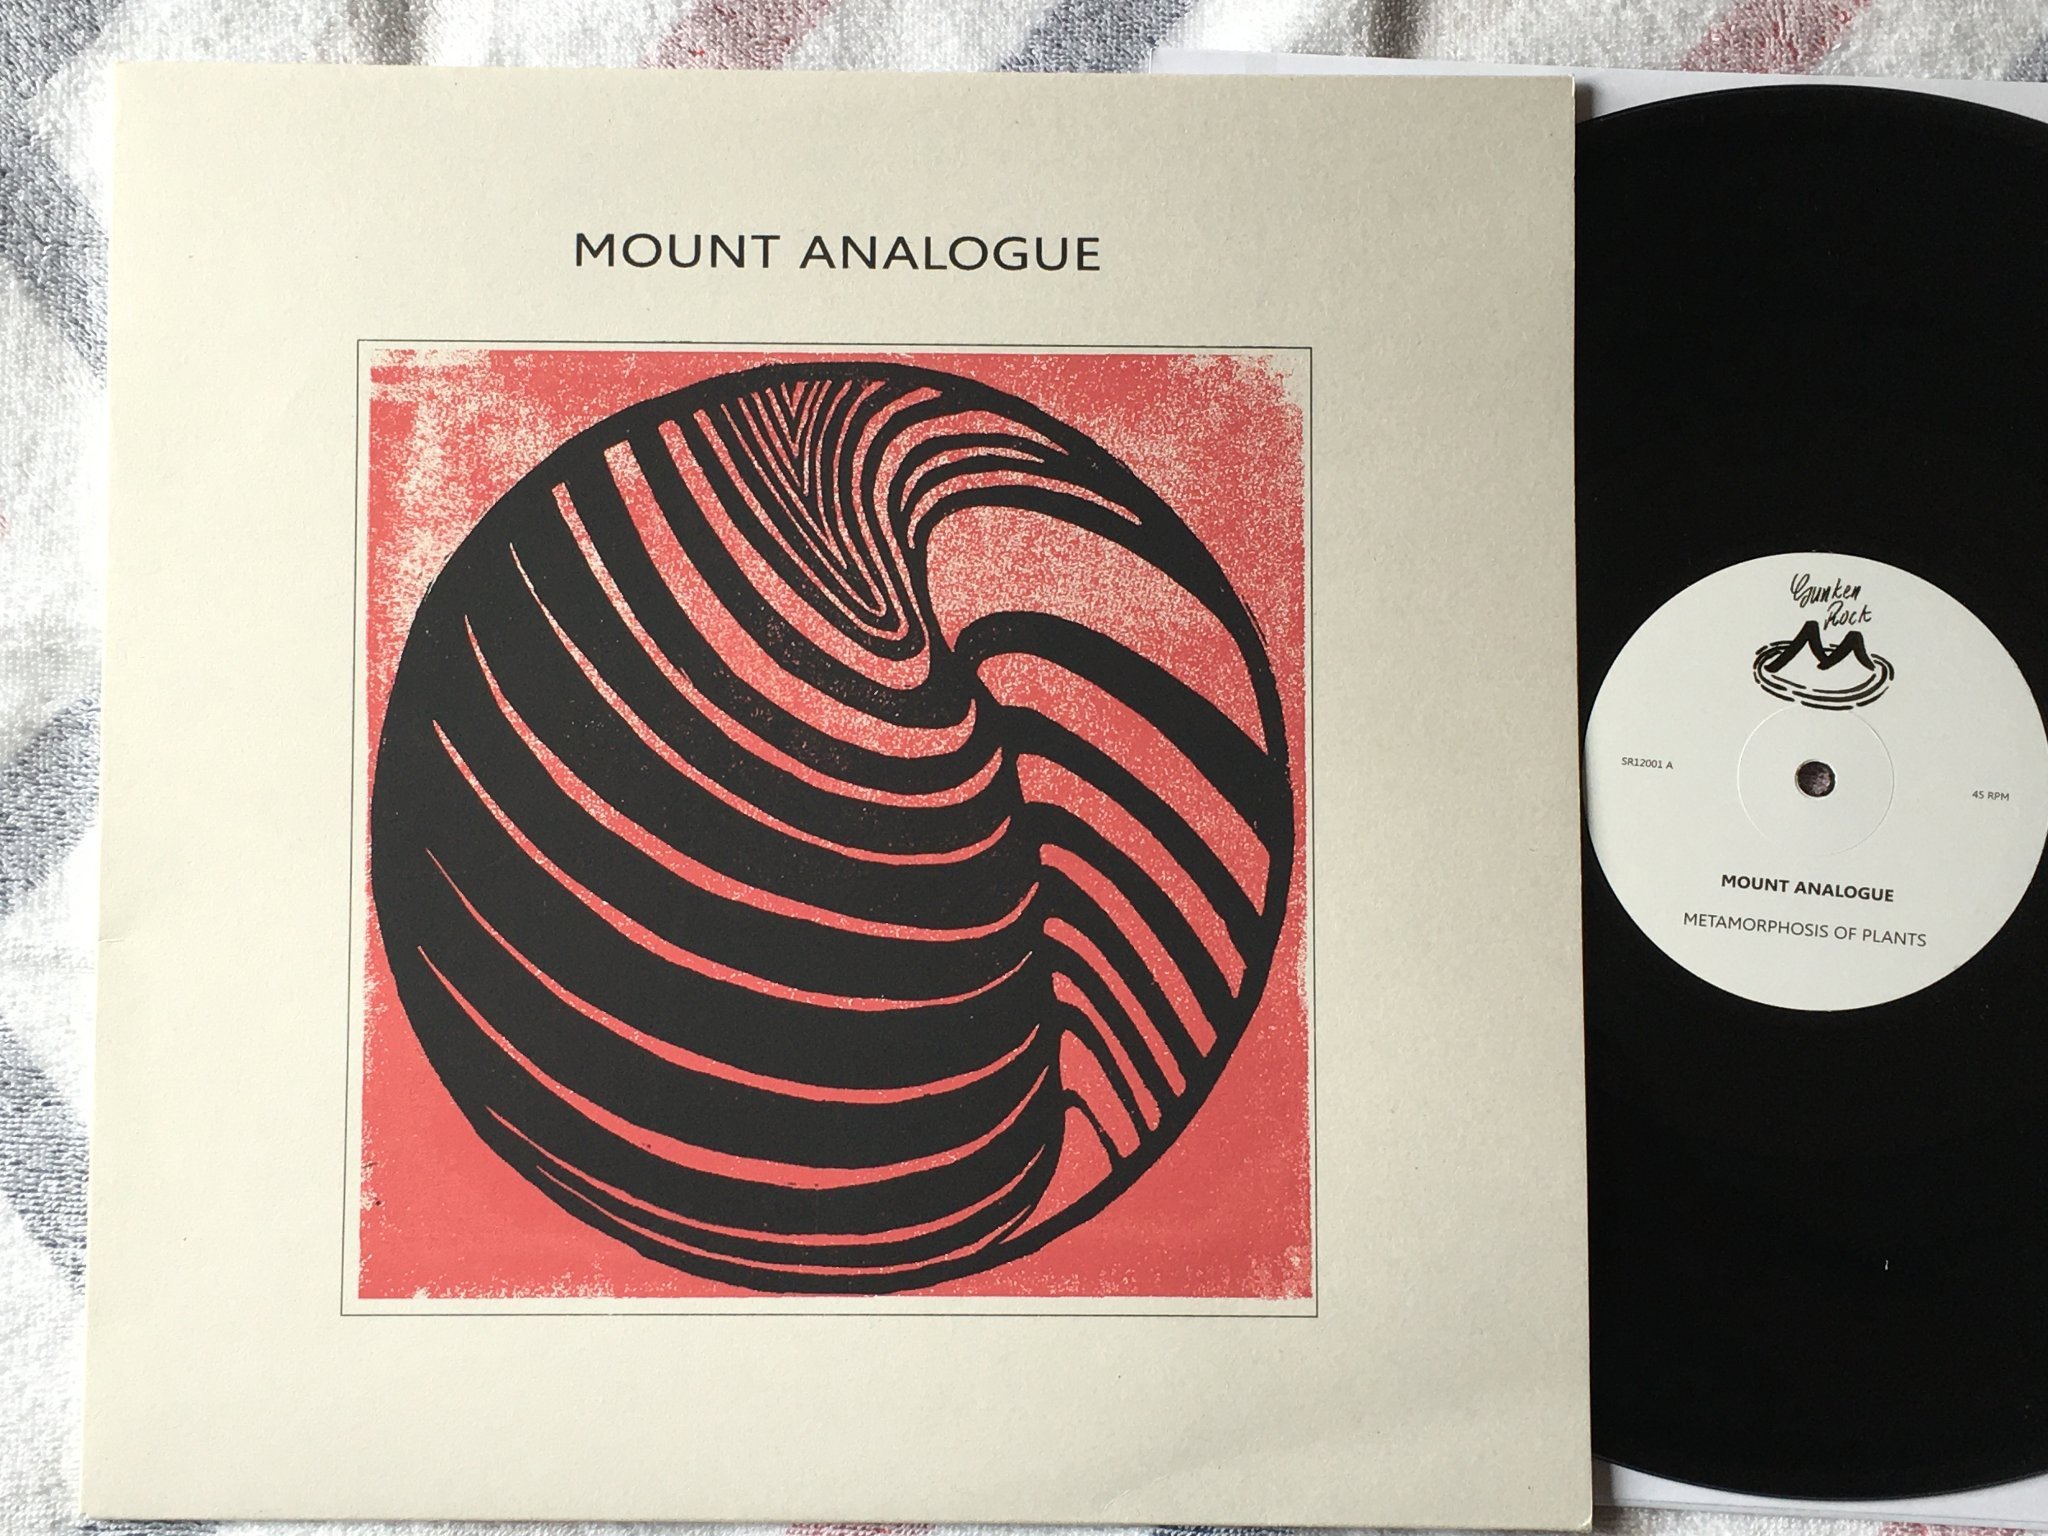 MOUNT ANALOGUE
Sunken
Rock
SR12001 A
45 RPM
MOUNT ANALOGUE
METAMORPHOSIS OF PLANTS